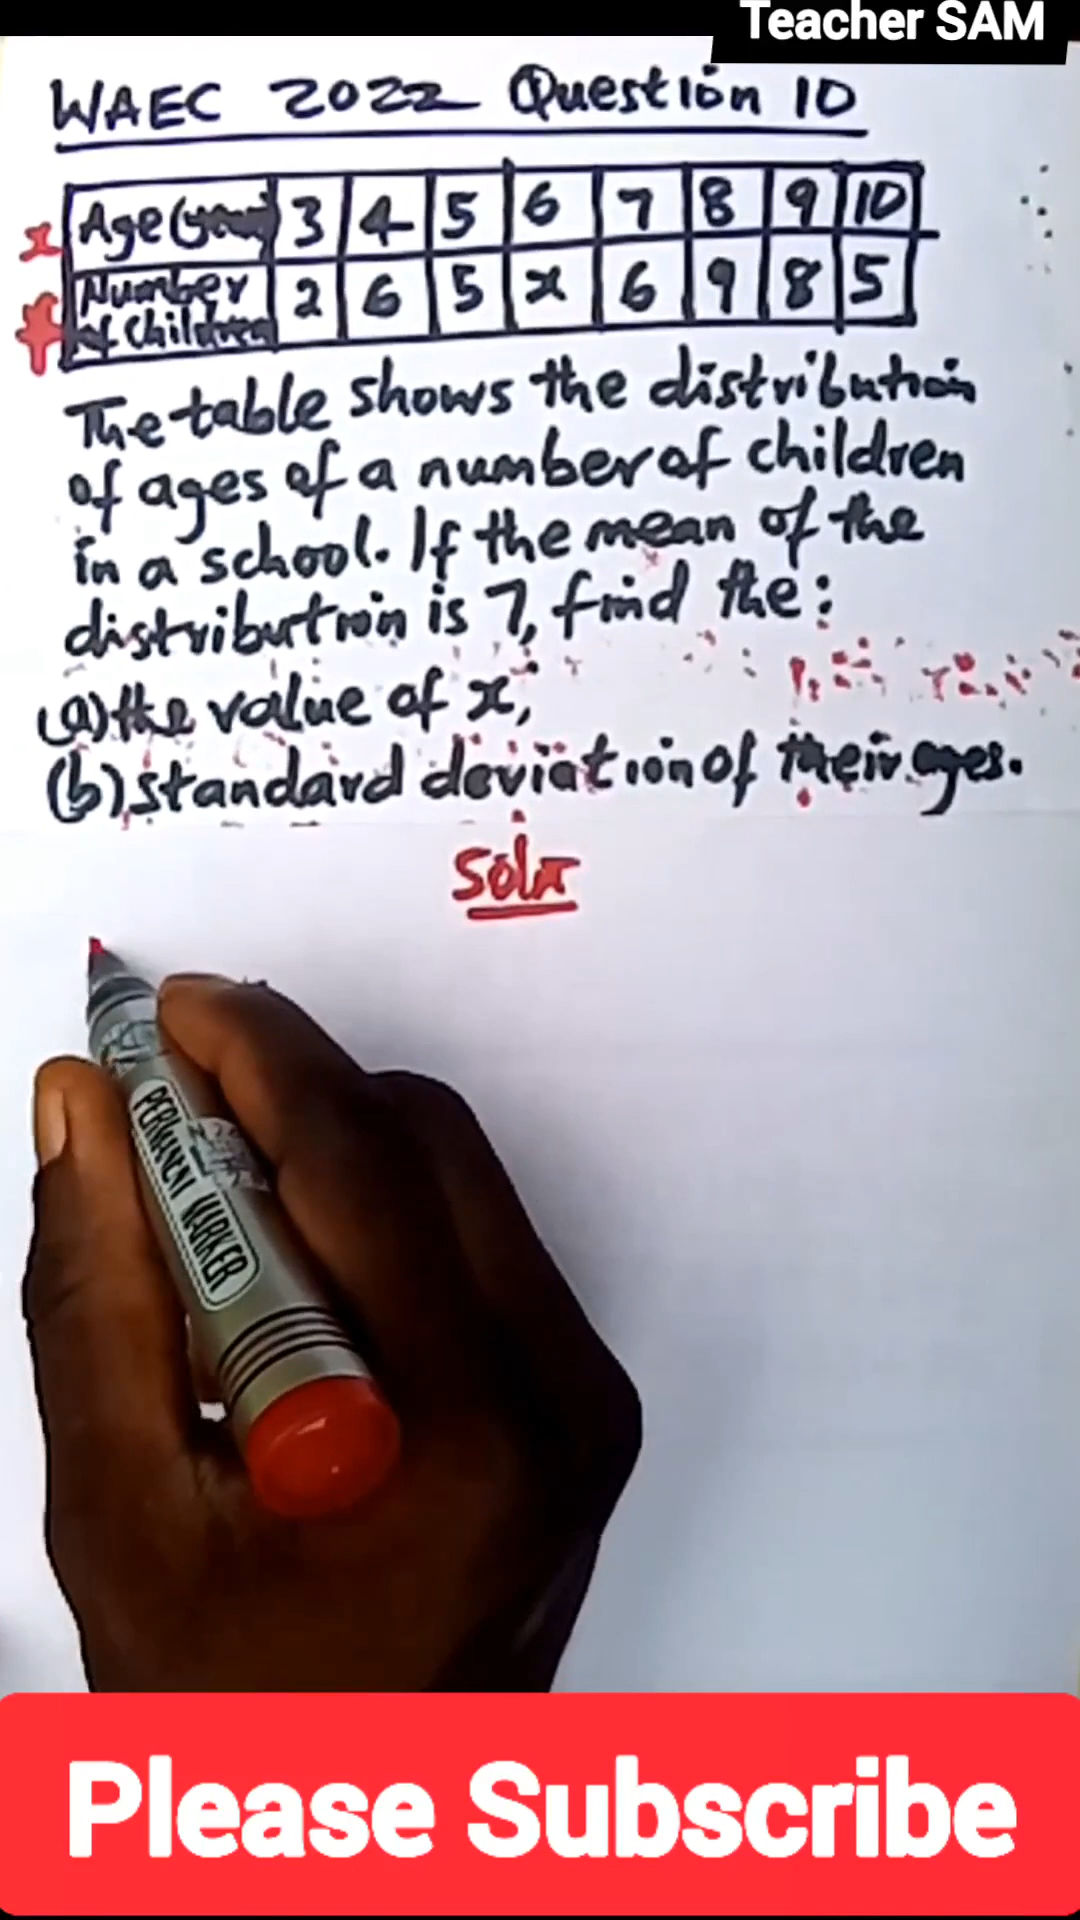 Teacher SAM
WAEC 2022 Question 10
x Age (years) 3 4 5 6 7 8 9 10
f Number of children 2 6 5 x 6 9 8 5
The table shows the distribution
of ages of a number of children
in a school. If the mean of the
distribution is 7, find the:
(a) the value of x,
(b) standard deviation of their ages.
Soln
PERMANENT MARKER
Please Subscribe